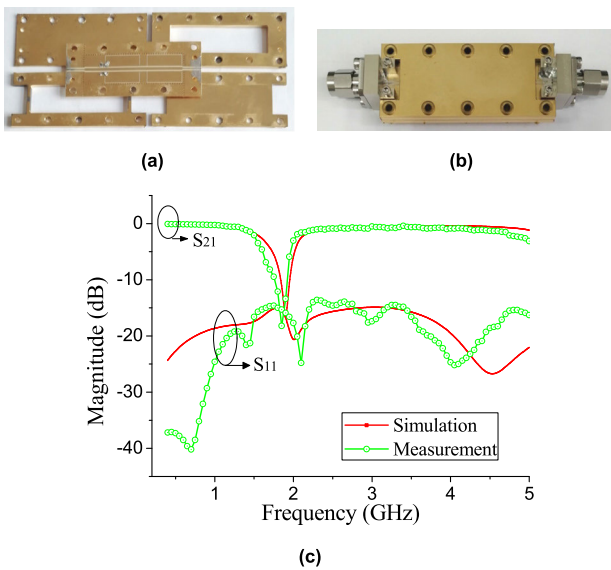 (a)
(b)
0
-10
-20
-30
-40
Magnitude (dB)
S21
S11
Simulation
Measurement
1
2
3
4
5
Frequency (GHz)
(c)